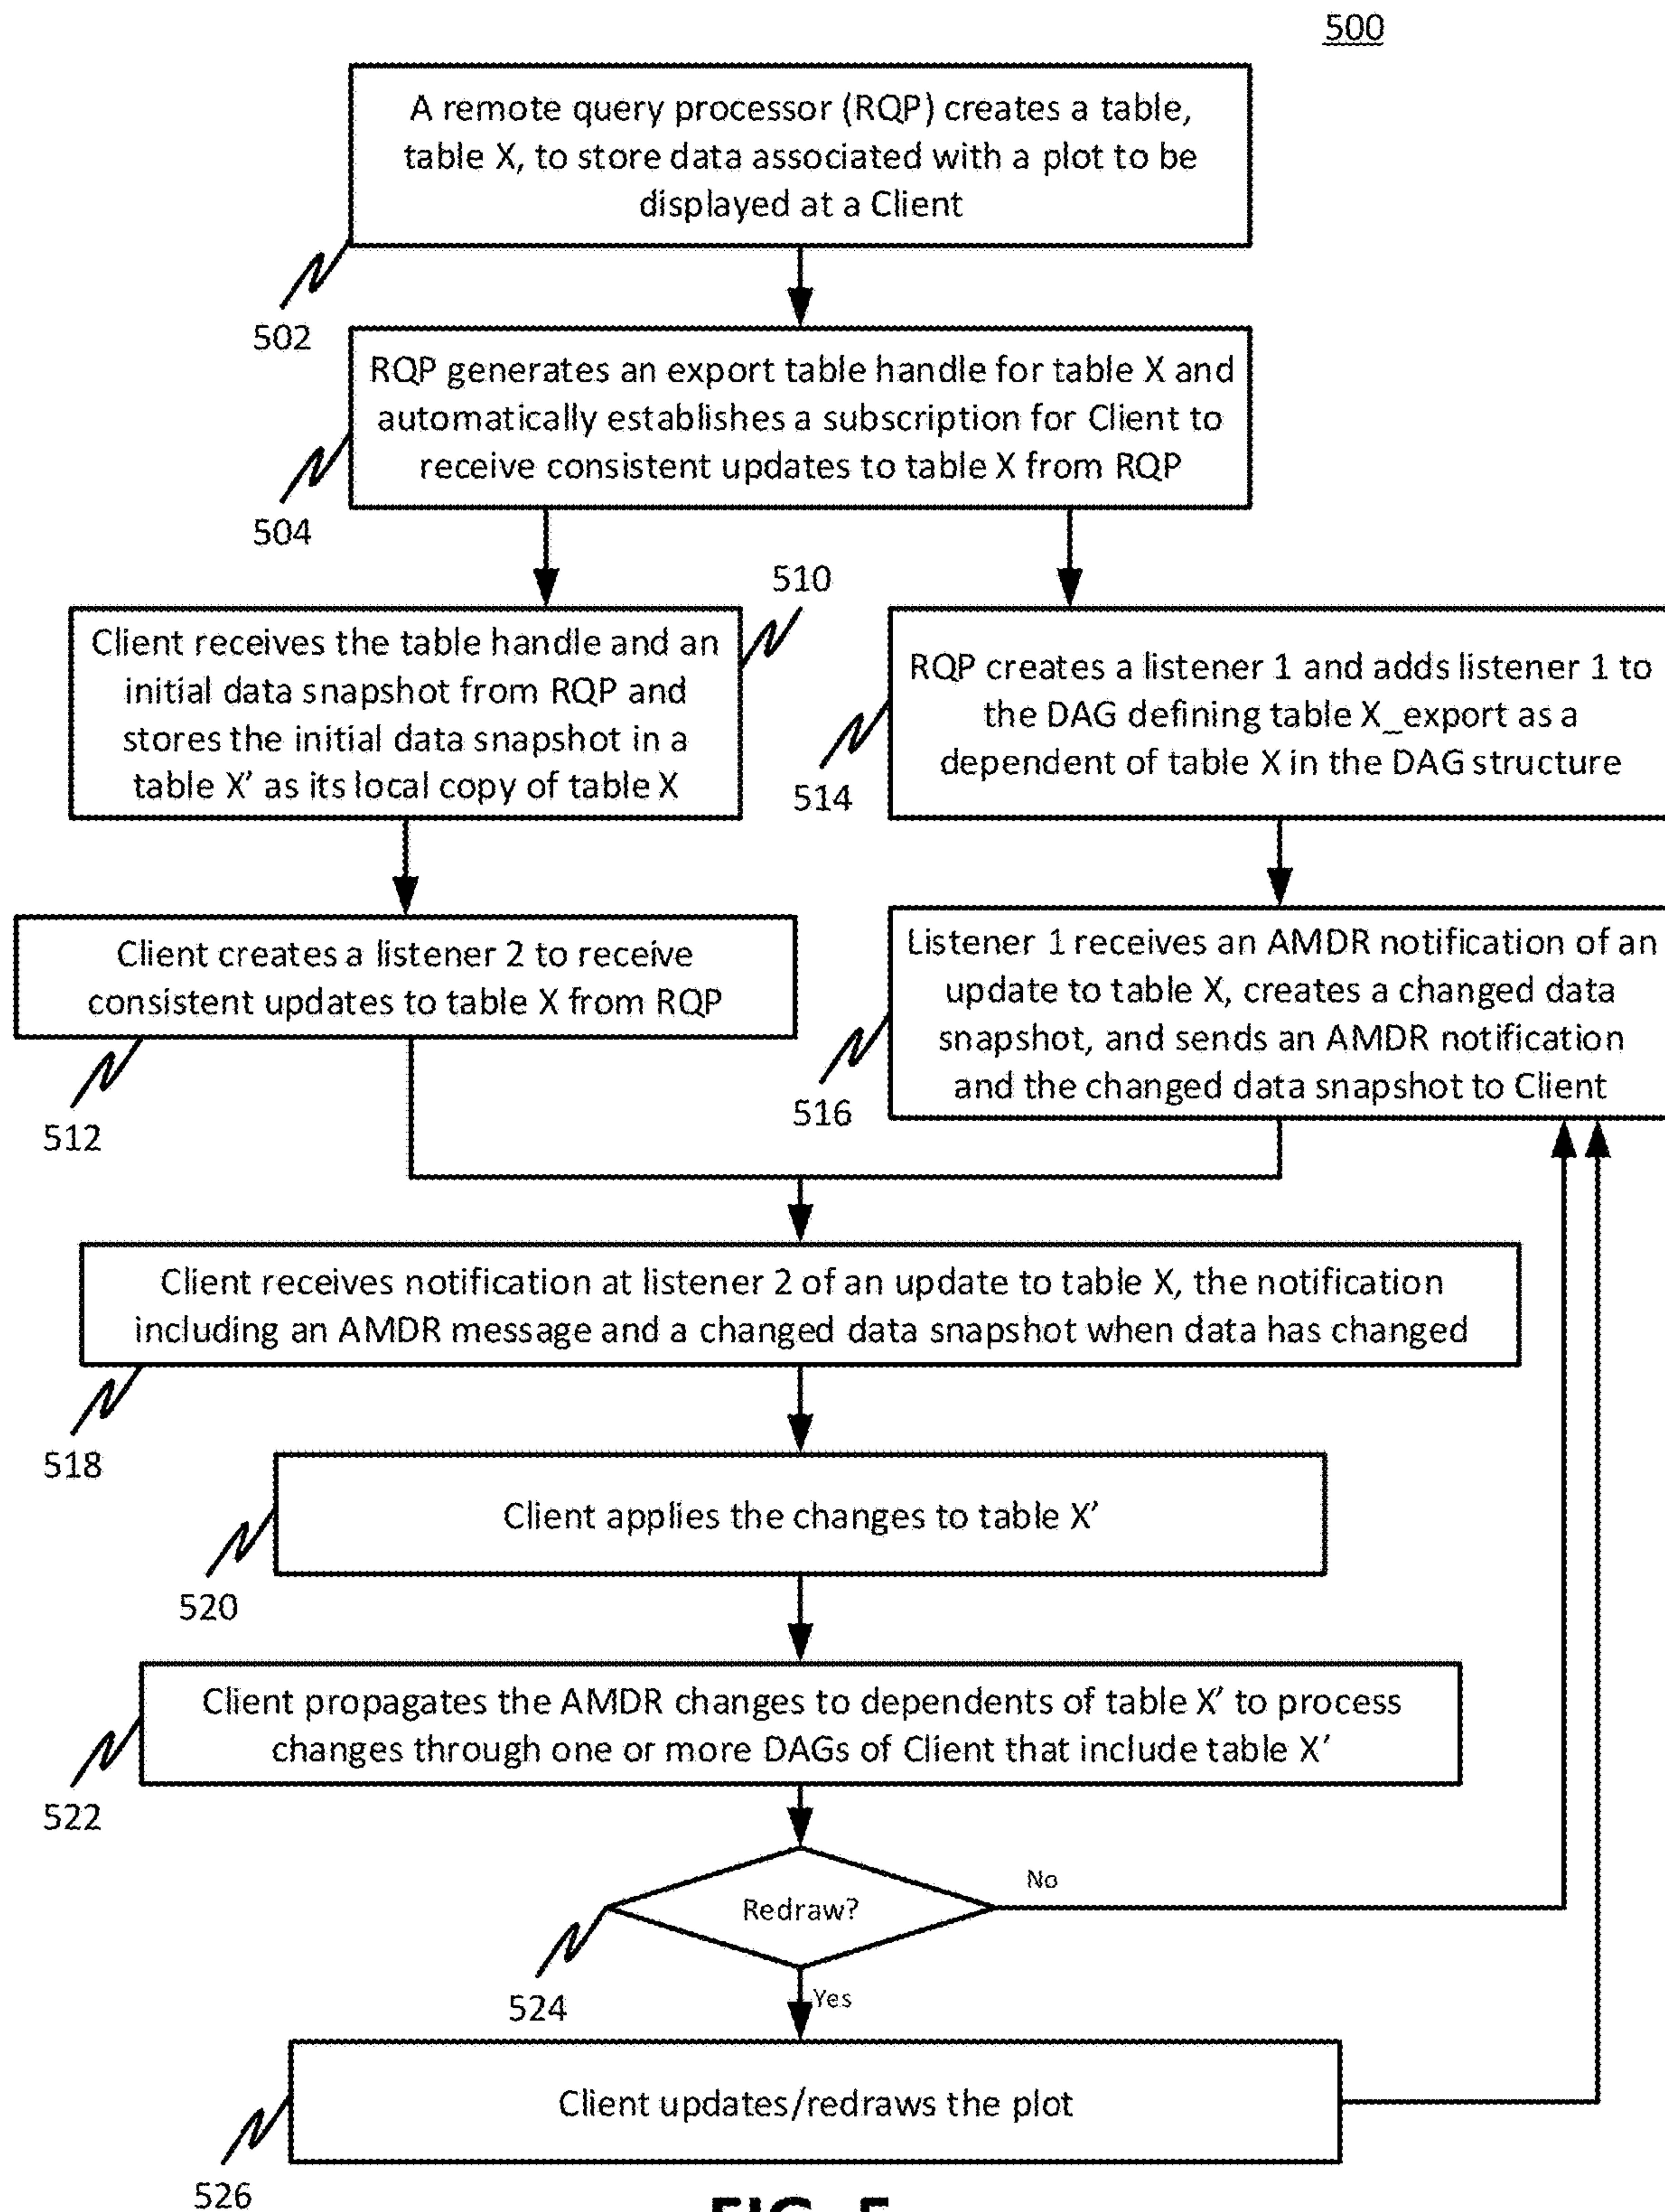 500
A remote query processor (RQP) creates a table,
table X, to store data associated with a plot to be
displayed at a Client
502
RQP generates an export table handle for table X and
automatically establishes a subscription for Client to
receive consistent updates to table X from RQP
504
510
Client receives the table handle and an
initial data snapshot from RQP and
stores the initial data snapshot in a
table X’ as its local copy of table X
RQP creates a listener 1 and adds listener 1 to
the DAG defining table X_export as a
dependent of table X in the DAG structure
514
Client creates a listener 2 to receive
consistent updates to table X from RQP
512
Listener 1 receives an AMDR notification of an
update to table X, creates a changed data
snapshot, and sends an AMDR notification
and the changed data snapshot to Client
516
Client receives notification at listener 2 of an update to table X, the notification
including an AMDR message and a changed data snapshot when data has changed
518
Client applies the changes to table X’
520
Client propagates the AMDR changes to dependents of table X’ to process
changes through one or more DAGs of Client that include table X’
522
Redraw?
No
524
Yes
Client updates/redraws the plot
526